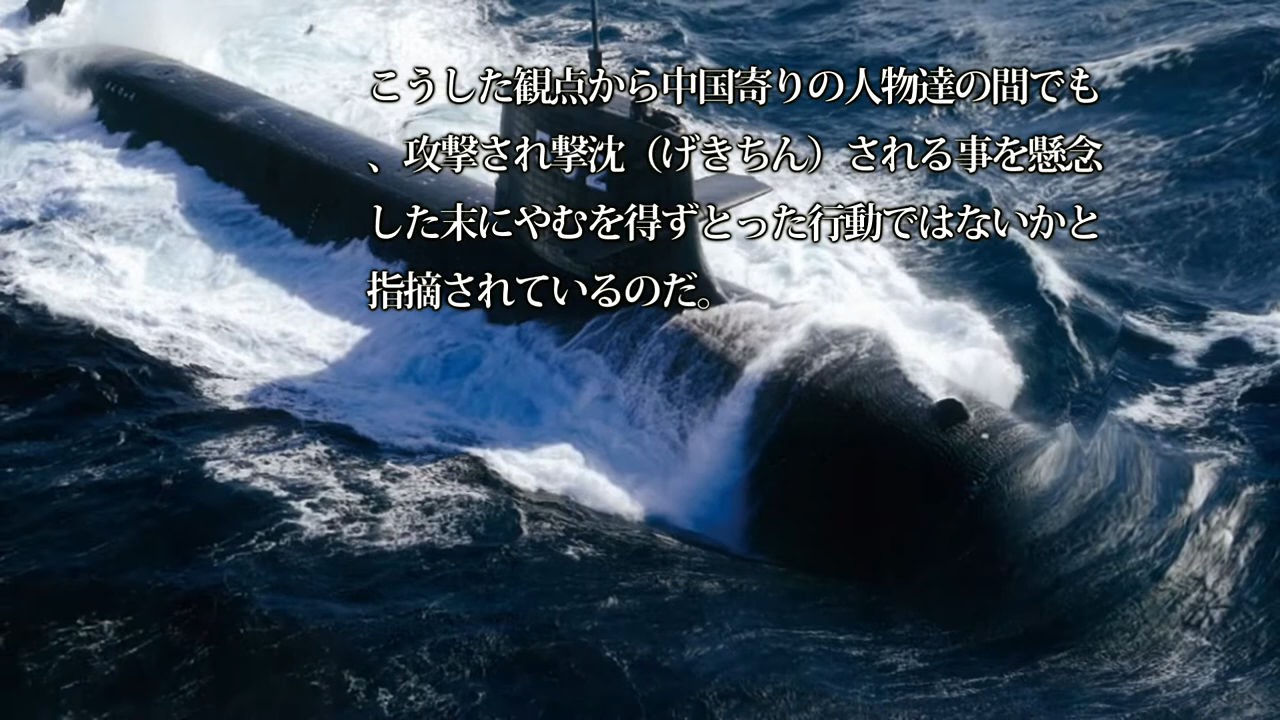 こうした観点から中国寄りの人物達の間でも
、攻撃され撃沈（げきちん）される事を懸念
した末にやむを得ずとった行動ではないかと
指摘されているのだ。